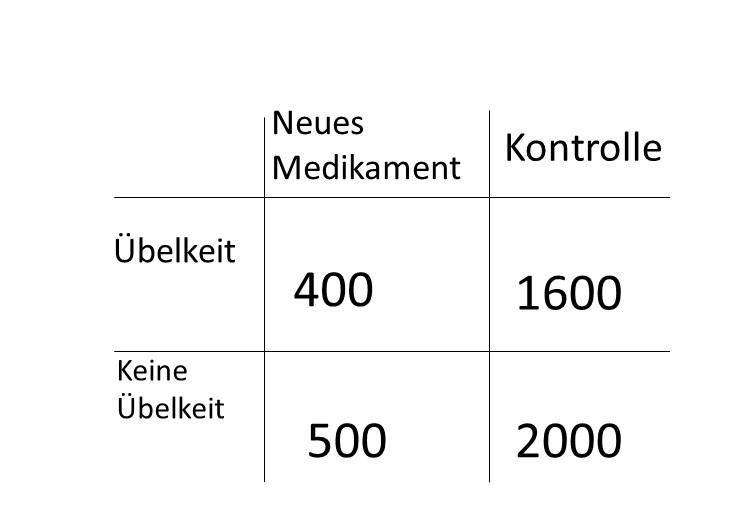 Neues
Medikament
Kontrolle
Übelkeit
400
1600
Keine
Übelkeit
500
2000